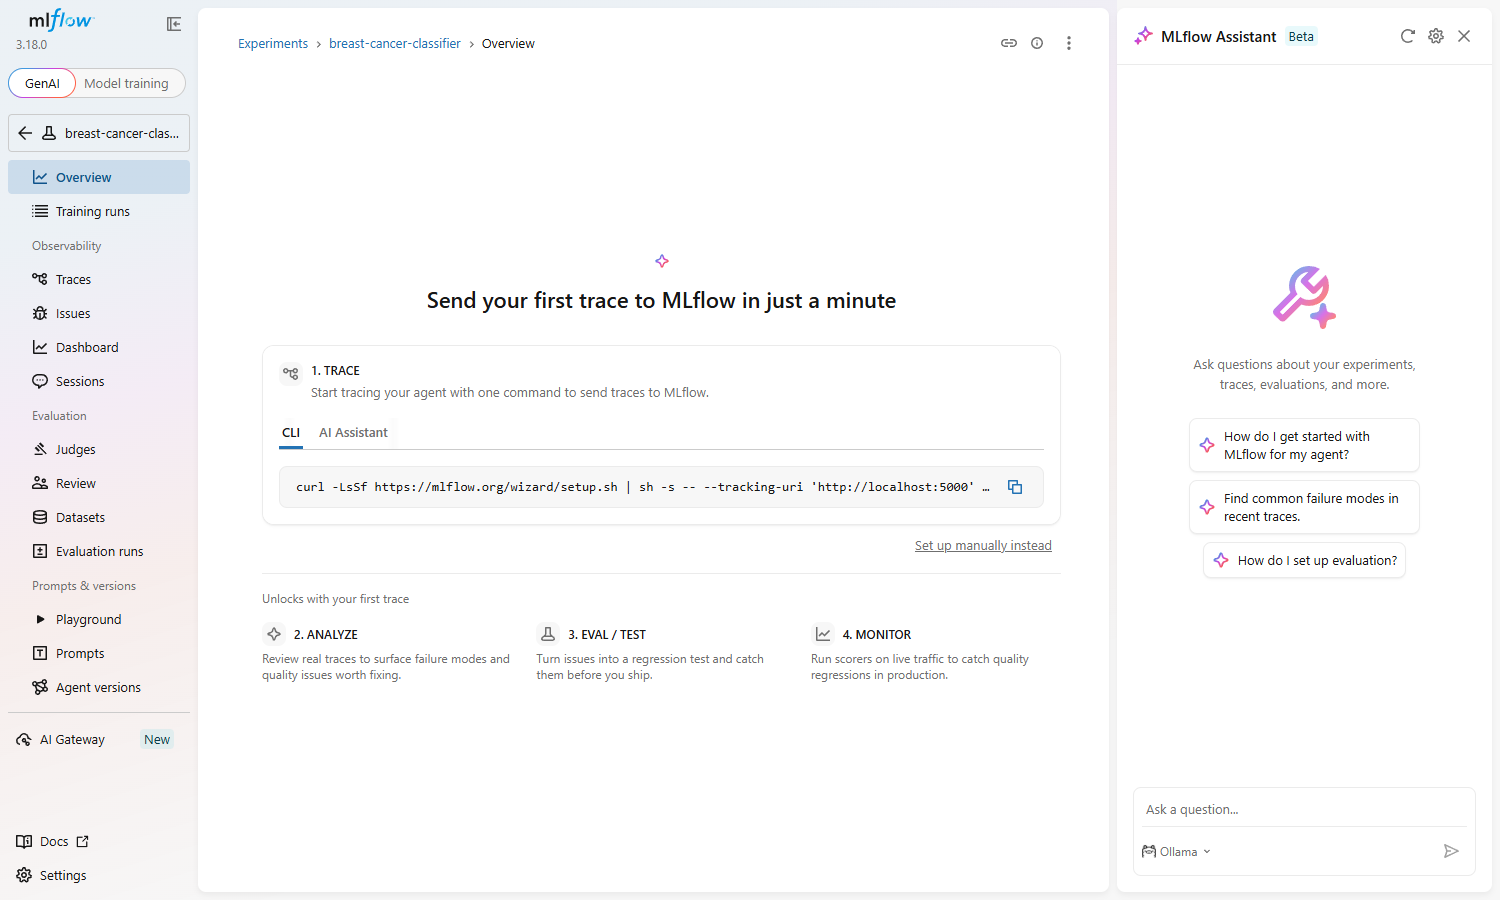 mlflow
3.18.0
GenAI
Model training
breast-cancer-clas...
Overview
Training runs
Observability
Traces
Issues
Dashboard
Sessions
Evaluation
Judges
Review
Datasets
Evaluation runs
Prompts & versions
Playground
Prompts
Agent versions
AI Gateway
New
Docs
Settings
Experiments › breast-cancer-classifier › Overview
Send your first trace to MLflow in just a minute
1. TRACE
Start tracing your agent with one command to send traces to MLflow.
CLI
AI Assistant
curl -LsSf https://mlflow.org/wizard/setup.sh | sh -s -- --tracking-uri 'http://localhost:5000' …
Set up manually instead
Unlocks with your first trace
2. ANALYZE
Review real traces to surface failure modes and
quality issues worth fixing.
3. EVAL / TEST
Turn issues into a regression test and catch
them before you ship.
4. MONITOR
Run scorers on live traffic to catch quality
regressions in production.
MLflow Assistant
Beta
Ask questions about your experiments,
traces, evaluations, and more.
How do I get started with
MLflow for my agent?
Find common failure modes in
recent traces.
How do I set up evaluation?
Ask a question...
Ollama